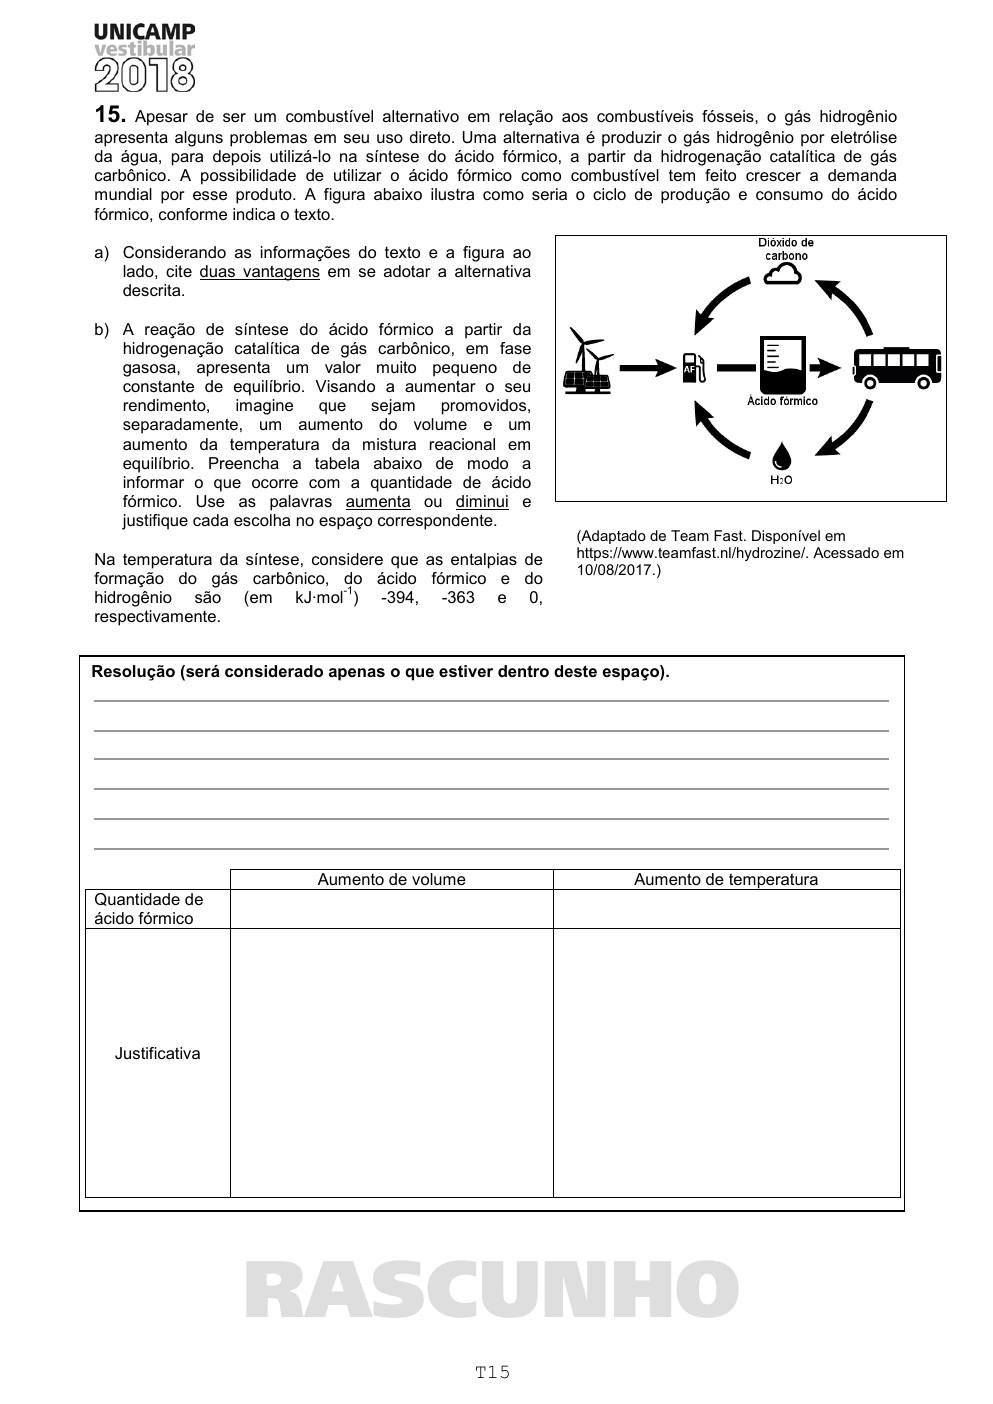 UNICAMP
vestibular
2018
15. Apesar de ser um combustível alternativo em relação aos combustíveis fósseis, o gás hidrogênio
apresenta alguns problemas em seu uso direto. Uma alternativa é produzir o gás hidrogênio por eletrólise
da água, para depois utilizá-lo na síntese do ácido fórmico, a partir da hidrogenação catalítica de gás
carbônico. A possibilidade de utilizar o ácido fórmico como combustível tem feito crescer a demanda
mundial por esse produto. A figura abaixo ilustra como seria o ciclo de produção e consumo do ácido
fórmico, conforme indica o texto.
a) Considerando as informações do texto e a figura ao
lado, cite duas vantagens em se adotar a alternativa
descrita.
b) A reação de síntese do ácido fórmico a partir da
hidrogenação catalítica de gás carbônico, em fase
gasosa, apresenta um valor muito pequeno de
constante de equilíbrio. Visando a aumentar o seu
rendimento, imagine que sejam promovidos,
separadamente, um aumento do volume e um
aumento da temperatura da mistura reacional em
equilíbrio. Preencha a tabela abaixo de modo a
informar o que ocorre com a quantidade de ácido
fórmico. Use as palavras aumenta ou diminui e
justifique cada escolha no espaço correspondente.
Na temperatura da síntese, considere que as entalpias de
formação do gás carbônico, do ácido fórmico e do
hidrogênio são (em kJ·mol-1) -394, -363 e 0,
respectivamente.
Dióxido de
carbono
AF
Ácido fórmico
H2O
(Adaptado de Team Fast. Disponível em
https://www.teamfast.nl/hydrozine/. Acessado em
10/08/2017.)
Resolução (será considerado apenas o que estiver dentro deste espaço).
Aumento de volume
Aumento de temperatura
Quantidade de
ácido fórmico
Justificativa
RASCUNHO
T15